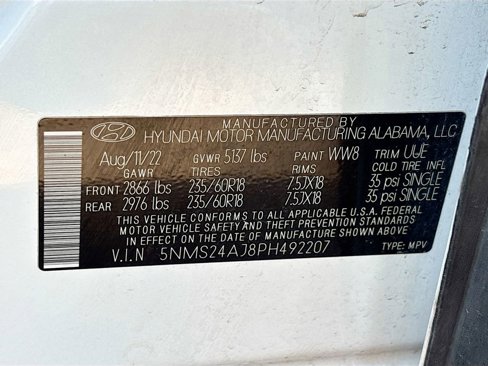 MANUFACTURED BY
HYUNDAI MOTOR MANUFACTURING ALABAMA, LLC
Aug/11/22 GVWR 5137 lbs PAINT WW8 TRIM UUE
GAWR TIRES RIMS COLD TIRE INFL
FRONT 2866 lbs 235/60R18 7.5JX18 35 psi SINGLE
REAR 2976 lbs 235/60R18 7.5JX18 35 psi SINGLE
THIS VEHICLE CONFORMS TO ALL APPLICABLE U.S.A. FEDERAL
MOTOR VEHICLE SAFETY AND THEFT PREVENTION STANDARDS
IN EFFECT ON THE DATE OF MANUFACTURE SHOWN ABOVE.
V.I.N 5NMS24AJ8PH492207 TYPE: MPV